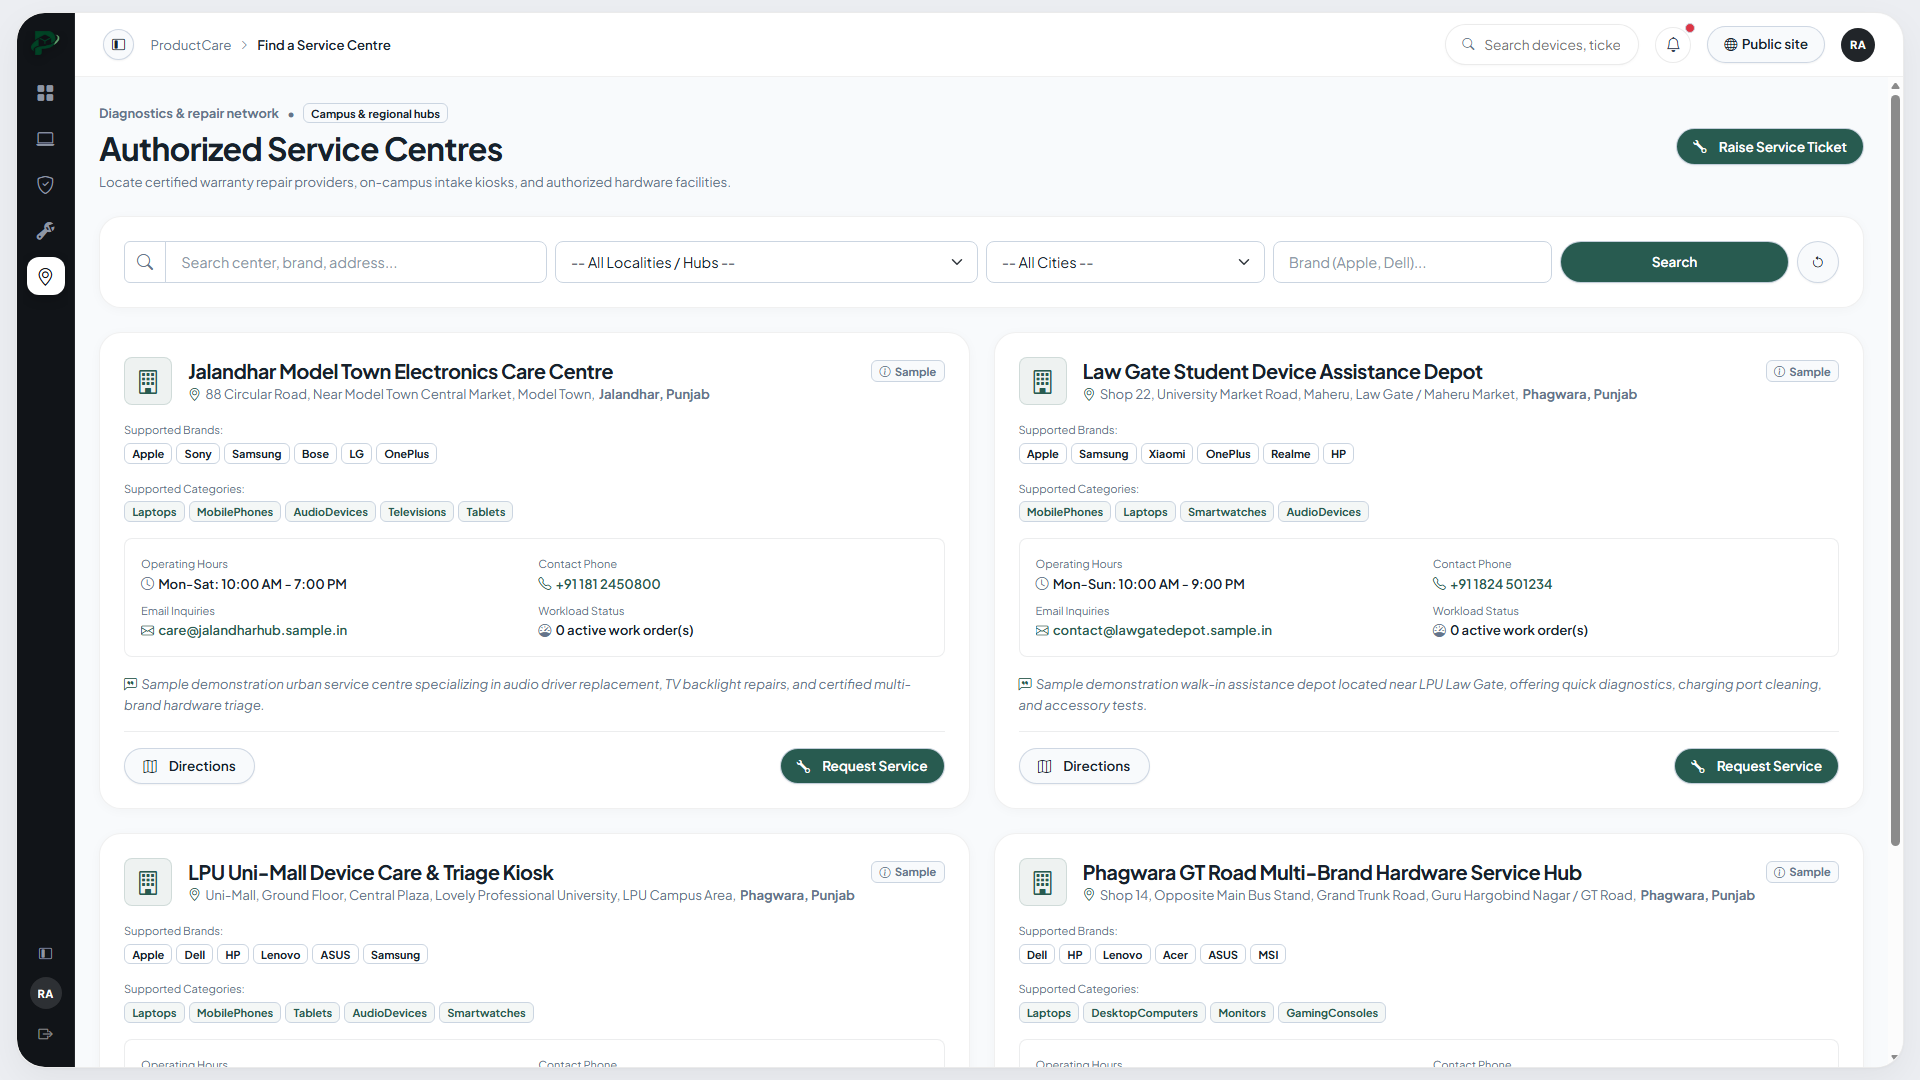 ProductCare > Find a Service Centre
Search devices, ticke
Public site
RA
Diagnostics & repair network • Campus & regional hubs
Authorized Service Centres
Raise Service Ticket
Locate certified warranty repair providers, on-campus intake kiosks, and authorized hardware facilities.
Search center, brand, address...
-- All Localities / Hubs --
-- All Cities --
Brand (Apple, Dell)...
Search
Jalandhar Model Town Electronics Care Centre
Sample
88 Circular Road, Near Model Town Central Market, Model Town, Jalandhar, Punjab
Supported Brands:
Apple Sony Samsung Bose LG OnePlus
Supported Categories:
Laptops MobilePhones AudioDevices Televisions Tablets
Operating Hours
Mon-Sat: 10:00 AM - 7:00 PM
Contact Phone
+91 181 2450800
Email Inquiries
care@jalandharhub.sample.in
Workload Status
0 active work order(s)
Sample demonstration urban service centre specializing in audio driver replacement, TV backlight repairs, and certified multi-
brand hardware triage.
Directions
Request Service
Law Gate Student Device Assistance Depot
Sample
Shop 22, University Market Road, Maheru, Law Gate / Maheru Market, Phagwara, Punjab
Supported Brands:
Apple Samsung Xiaomi OnePlus Realme HP
Supported Categories:
MobilePhones Laptops Smartwatches AudioDevices
Operating Hours
Mon-Sun: 10:00 AM - 9:00 PM
Contact Phone
+91 1824 501234
Email Inquiries
contact@lawgatedepot.sample.in
Workload Status
0 active work order(s)
Sample demonstration walk-in assistance depot located near LPU Law Gate, offering quick diagnostics, charging port cleaning,
and accessory tests.
Directions
Request Service
LPU Uni-Mall Device Care & Triage Kiosk
Sample
Uni-Mall, Ground Floor, Central Plaza, Lovely Professional University, LPU Campus Area, Phagwara, Punjab
Supported Brands:
Apple Dell HP Lenovo ASUS Samsung
Supported Categories:
Laptops MobilePhones Tablets AudioDevices Smartwatches
Operating Hours
Contact Phone
Phagwara GT Road Multi-Brand Hardware Service Hub
Sample
Shop 14, Opposite Main Bus Stand, Grand Trunk Road, Guru Hargobind Nagar / GT Road, Phagwara, Punjab
Supported Brands:
Dell HP Lenovo Acer ASUS MSI
Supported Categories:
Laptops DesktopComputers Monitors GamingConsoles
Operating Hours
Contact Phone
RA